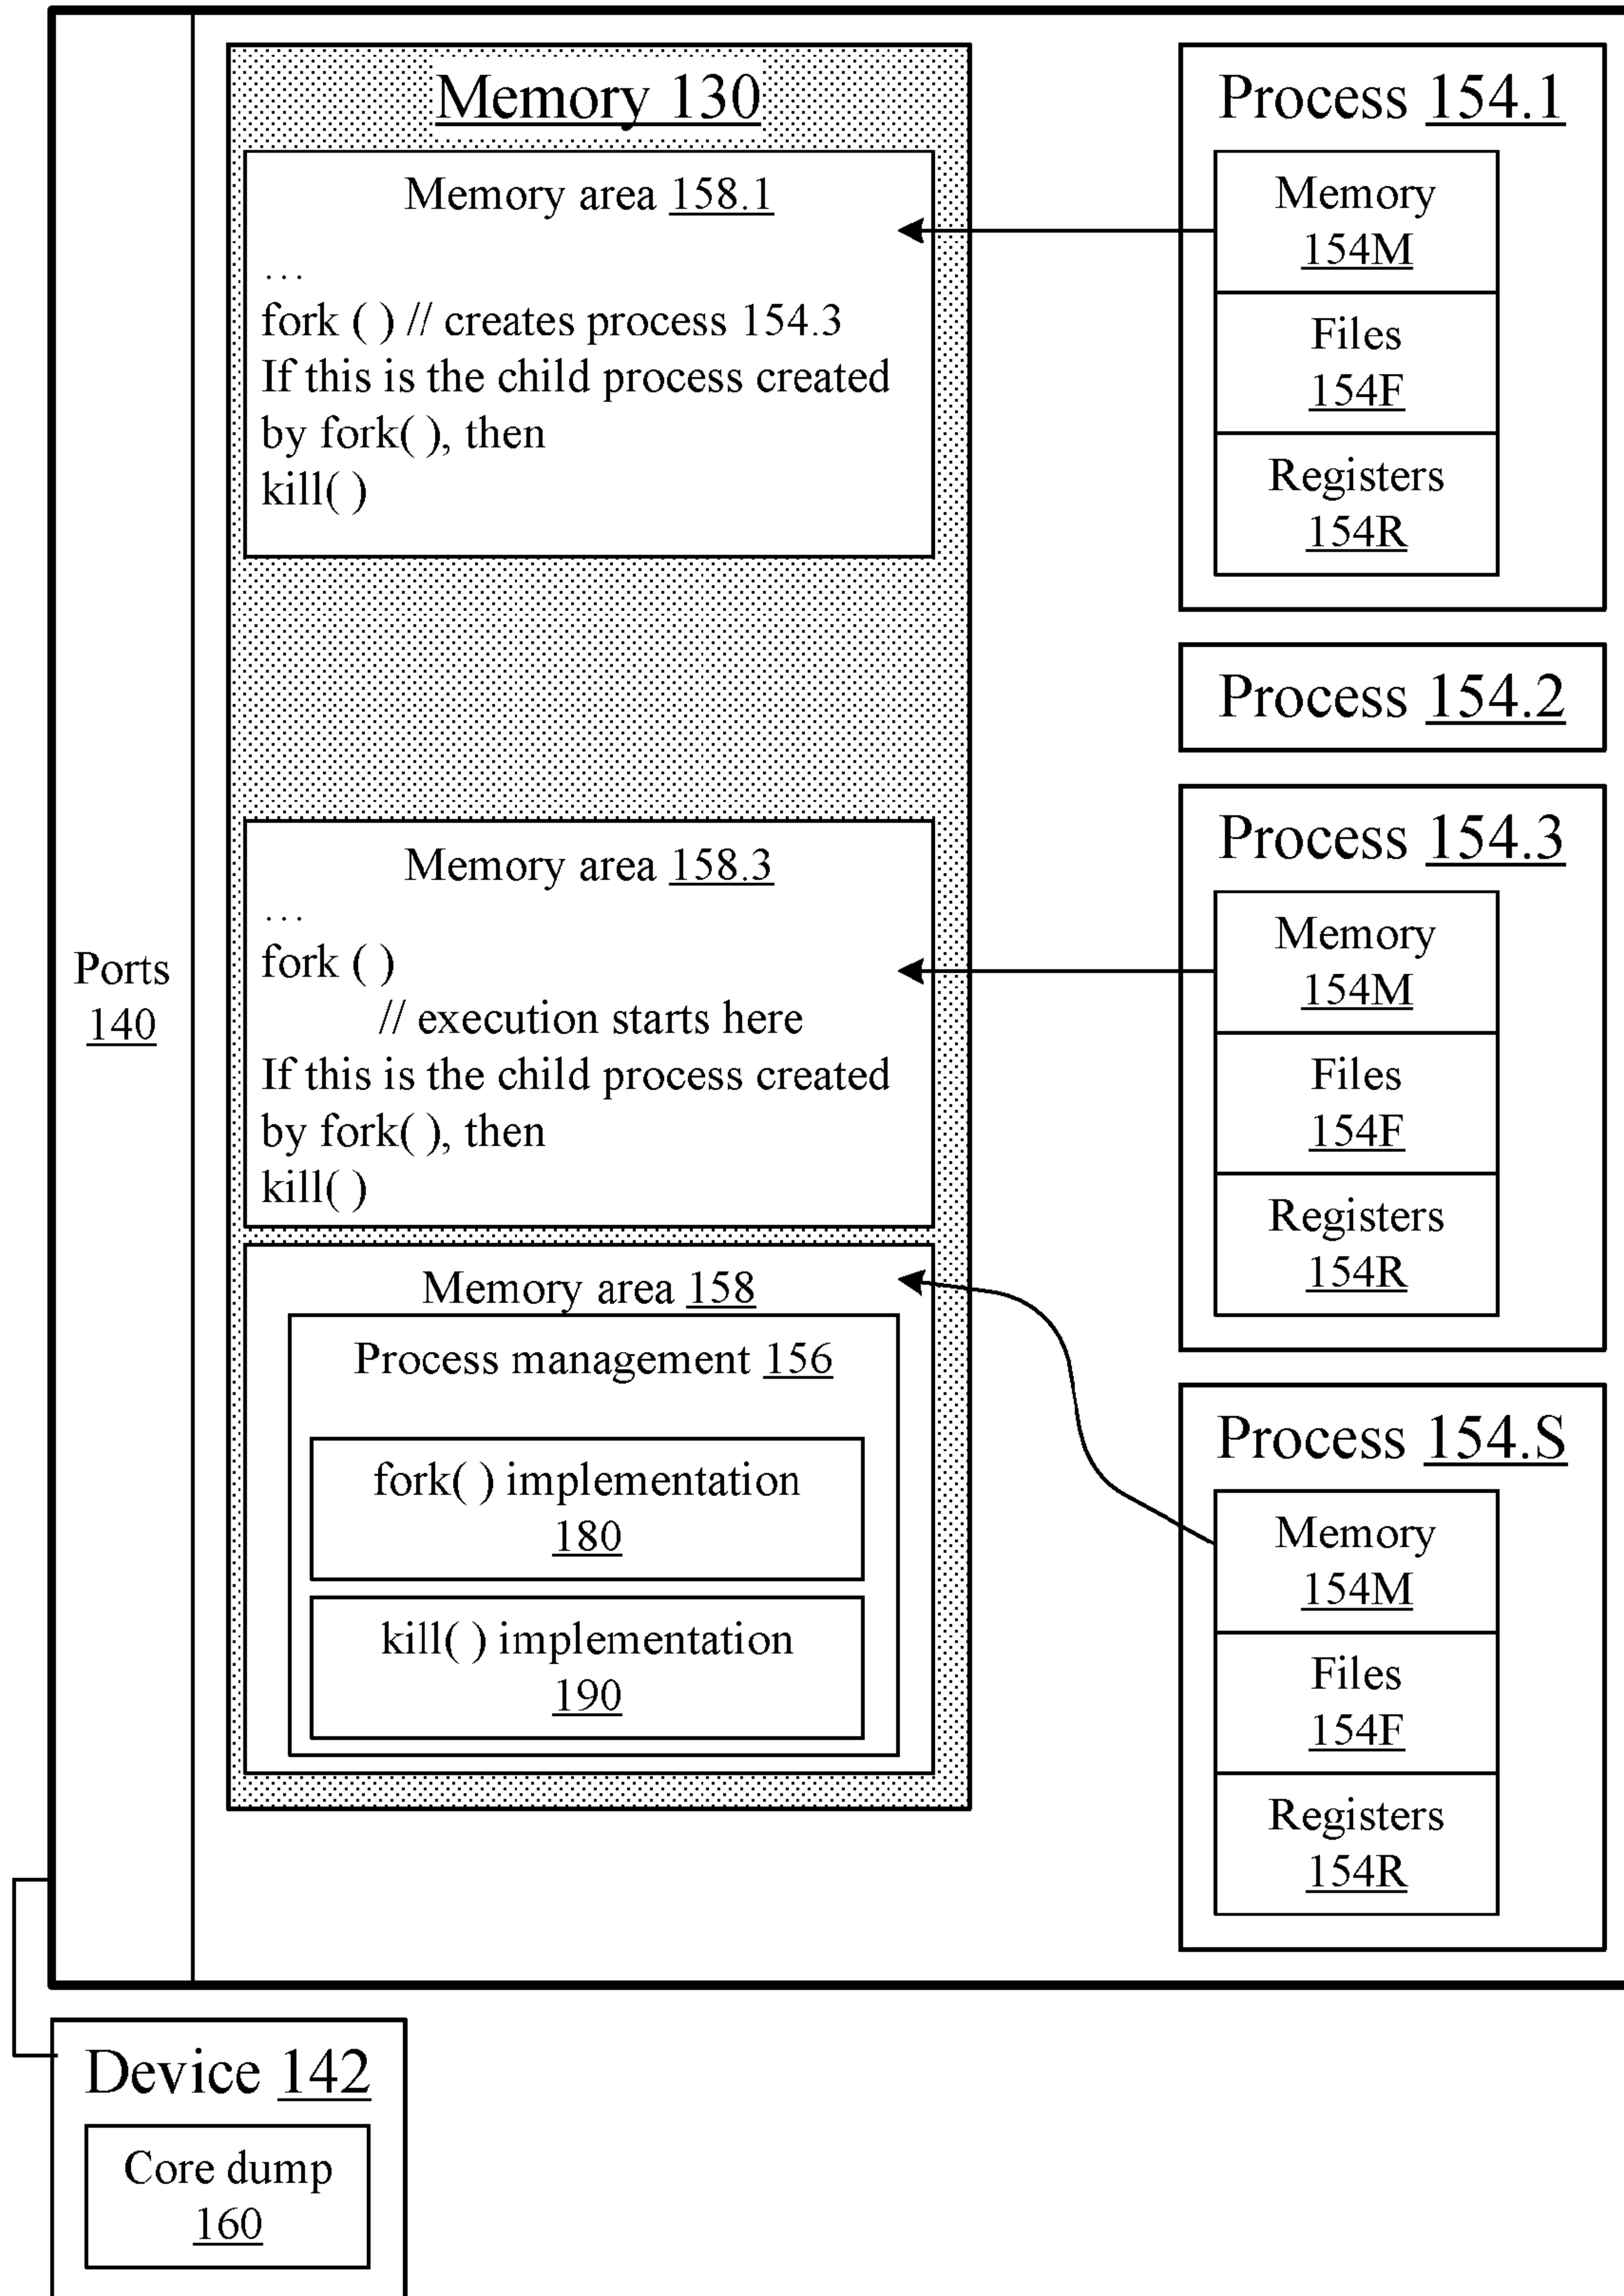 Memory 130
Memory area 158.1
...
fork ( ) // creates process 154.3
If this is the child process created
by fork( ), then
kill( )
Memory area 158.3
...
fork ( )
// execution starts here
If this is the child process created
by fork( ), then
kill( )
Memory area 158
Process management 156
fork( ) implementation
180
kill( ) implementation
190
Ports
140
Process 154.1
Memory
154M
Files
154F
Registers
154R
Process 154.2
Process 154.3
Memory
154M
Files
154F
Registers
154R
Process 154.S
Memory
154M
Files
154F
Registers
154R
Device 142
Core dump
160